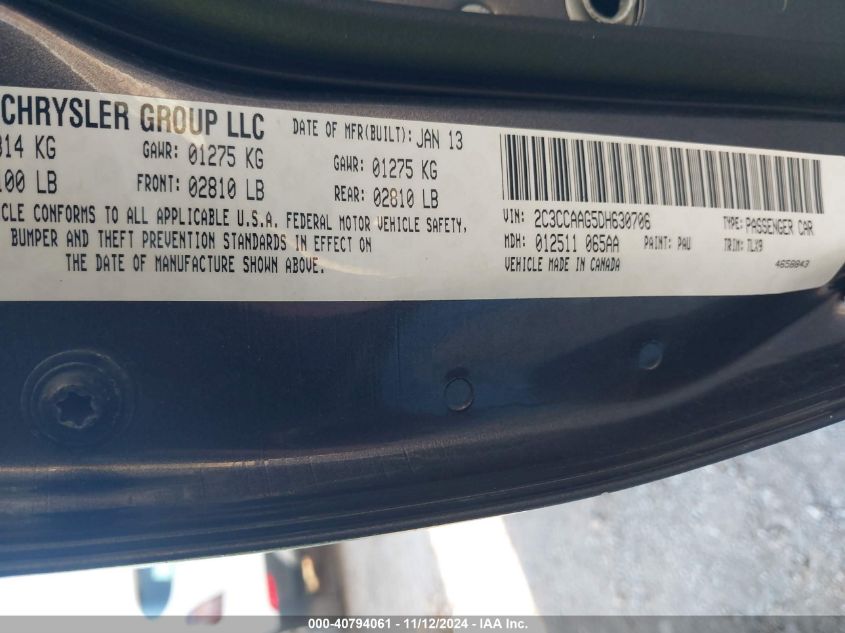 CHRYSLER GROUP LLC
DATE OF MFR(BUILT): JAN 13
314 KG GAWR: 01275 KG GAWR: 01275 KG
100 LB FRONT: 02810 LB REAR: 02810 LB
CLE CONFORMS TO ALL APPLICABLE U.S.A. FEDERAL MOTOR VEHICLE SAFETY,
BUMPER AND THEFT PREVENTION STANDARDS IN EFFECT ON
THE DATE OF MANUFACTURE SHOWN ABOVE.
VIN: 2C3CCAAG5DH630706 TYPE: PASSENGER CAR
MDH: 012511 065AA PAINT: PAU TRIM: TLX9
VEHICLE MADE IN CANADA 4658843
000-40794061 - 11/12/2024 - IAA Inc.